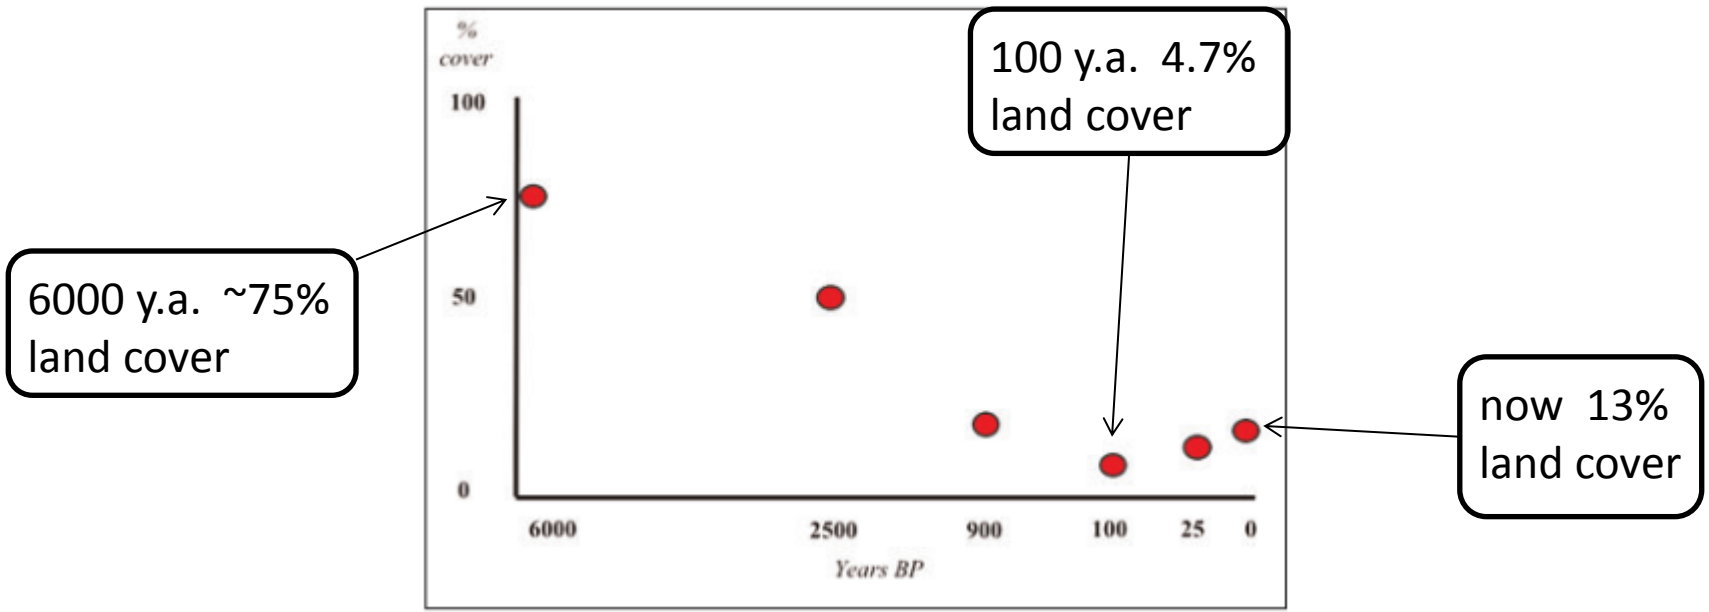 %
cover
100
50
0
6000 2500 900 100 25 0
Years BP
6000 y.a. ~75%
land cover
100 y.a. 4.7%
land cover
now 13%
land cover